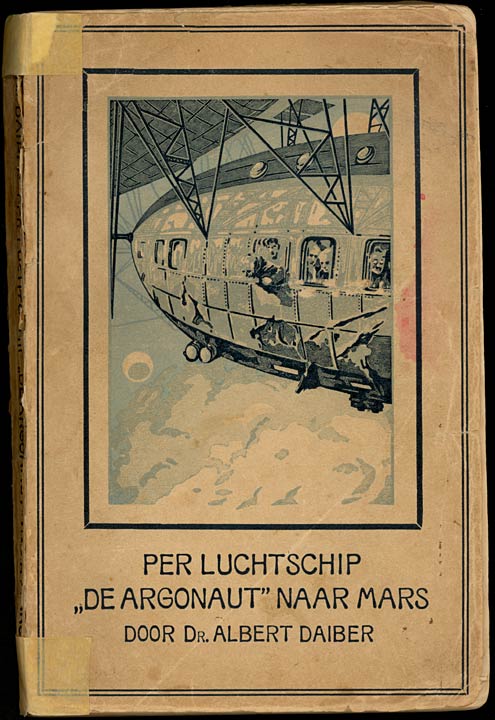 PER LUCHTSCHIP
„DE ARGONAUT” NAAR MARS
DOOR DR. ALBERT DAIBER